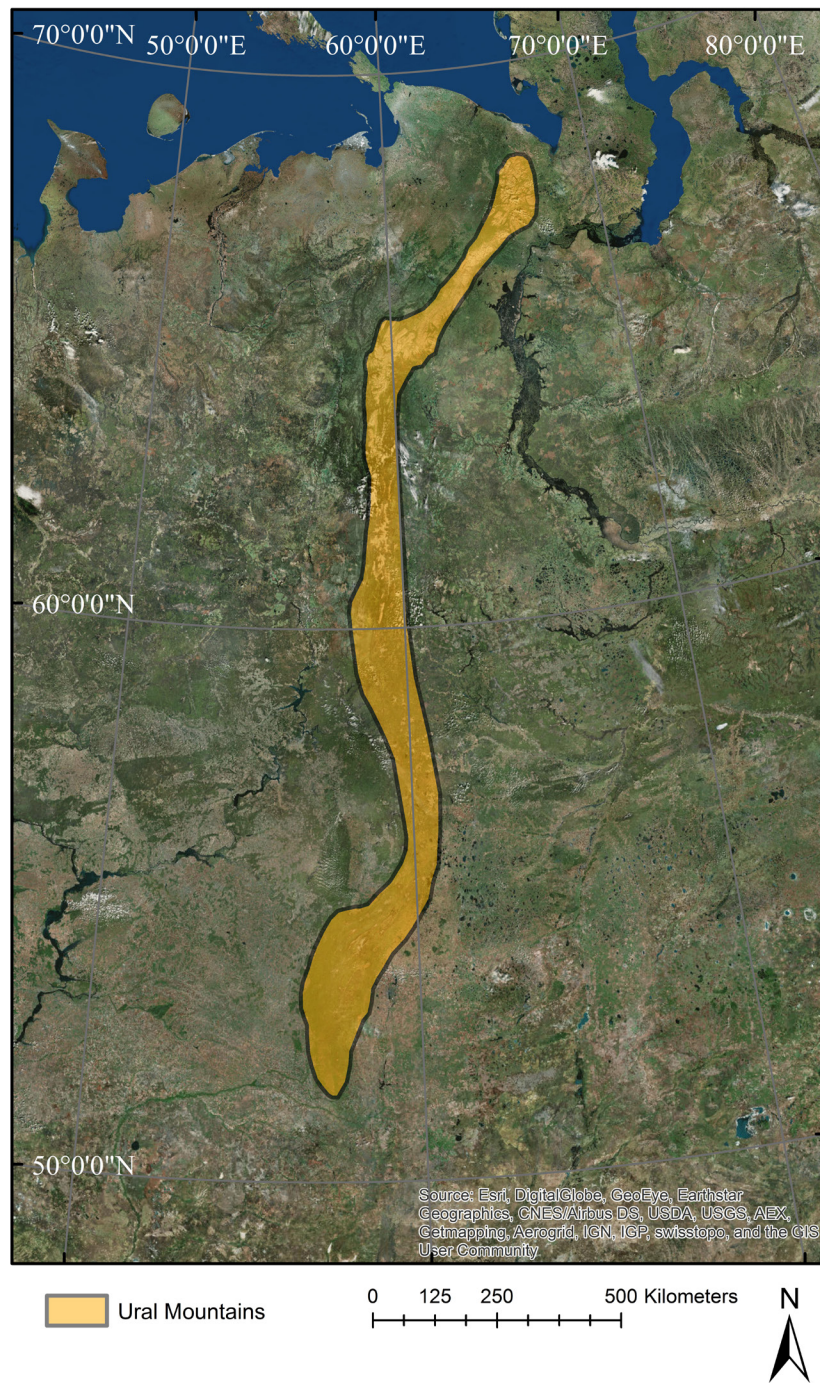 70°0'0"N
50°0'0"E
60°0'0"E
70°0'0"E
80°0'0"E
60°0'0"N
50°0'0"N
Source: Esri, DigitalGlobe, GeoEye, Earthstar
Geographics, CNES/Airbus DS, USDA, USGS, AEX,
Getmapping, Aerogrid, IGN, IGP, swisstopo, and the GIS
User Community
Ural Mountains
0 125 250 500 Kilometers
N